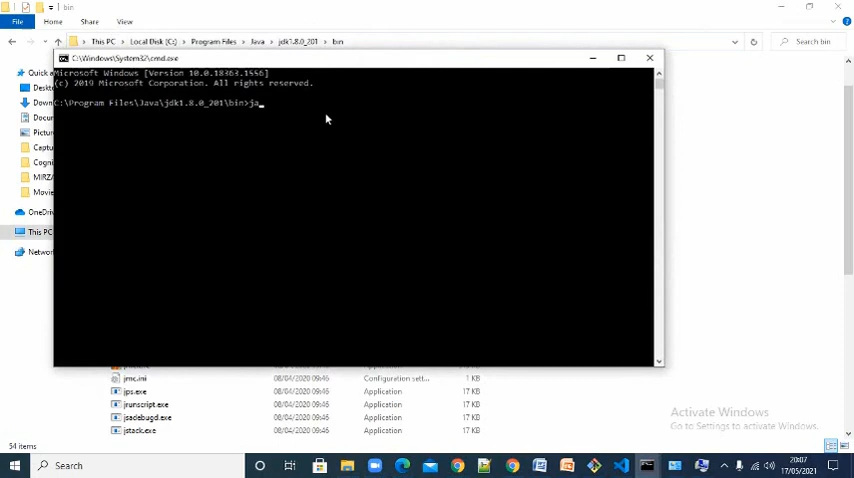 bin
File
Home
Share
View
This PC
Local Disk (C:)
Program Files
Java
jdk1.8.0_201
bin
Search bin
C:\Windows\System32\cmd.exe
Microsoft Windows [Version 10.0.18363.1556]
(c) 2019 Microsoft Corporation. All rights reserved.
C:\Program Files\Java\jdk1.8.0_201\bin>ja_
Quick a
Deskto
Down
Docum
Picture
Captu
Cogni
MIRZ
Movie
OneDriv
This PC
Network
jmc.ini 08/04/2020 09:46 Configuration sett... 1 KB
jps.exe 08/04/2020 09:46 Application 17 KB
jrunscript.exe 08/04/2020 09:46 Application 17 KB
jsadebugd.exe 08/04/2020 09:46 Application 17 KB
jstack.exe 08/04/2020 09:46 Application 17 KB
Activate Windows
Go to Settings to activate Windows.
54 items
Search
20:07
17/05/2021